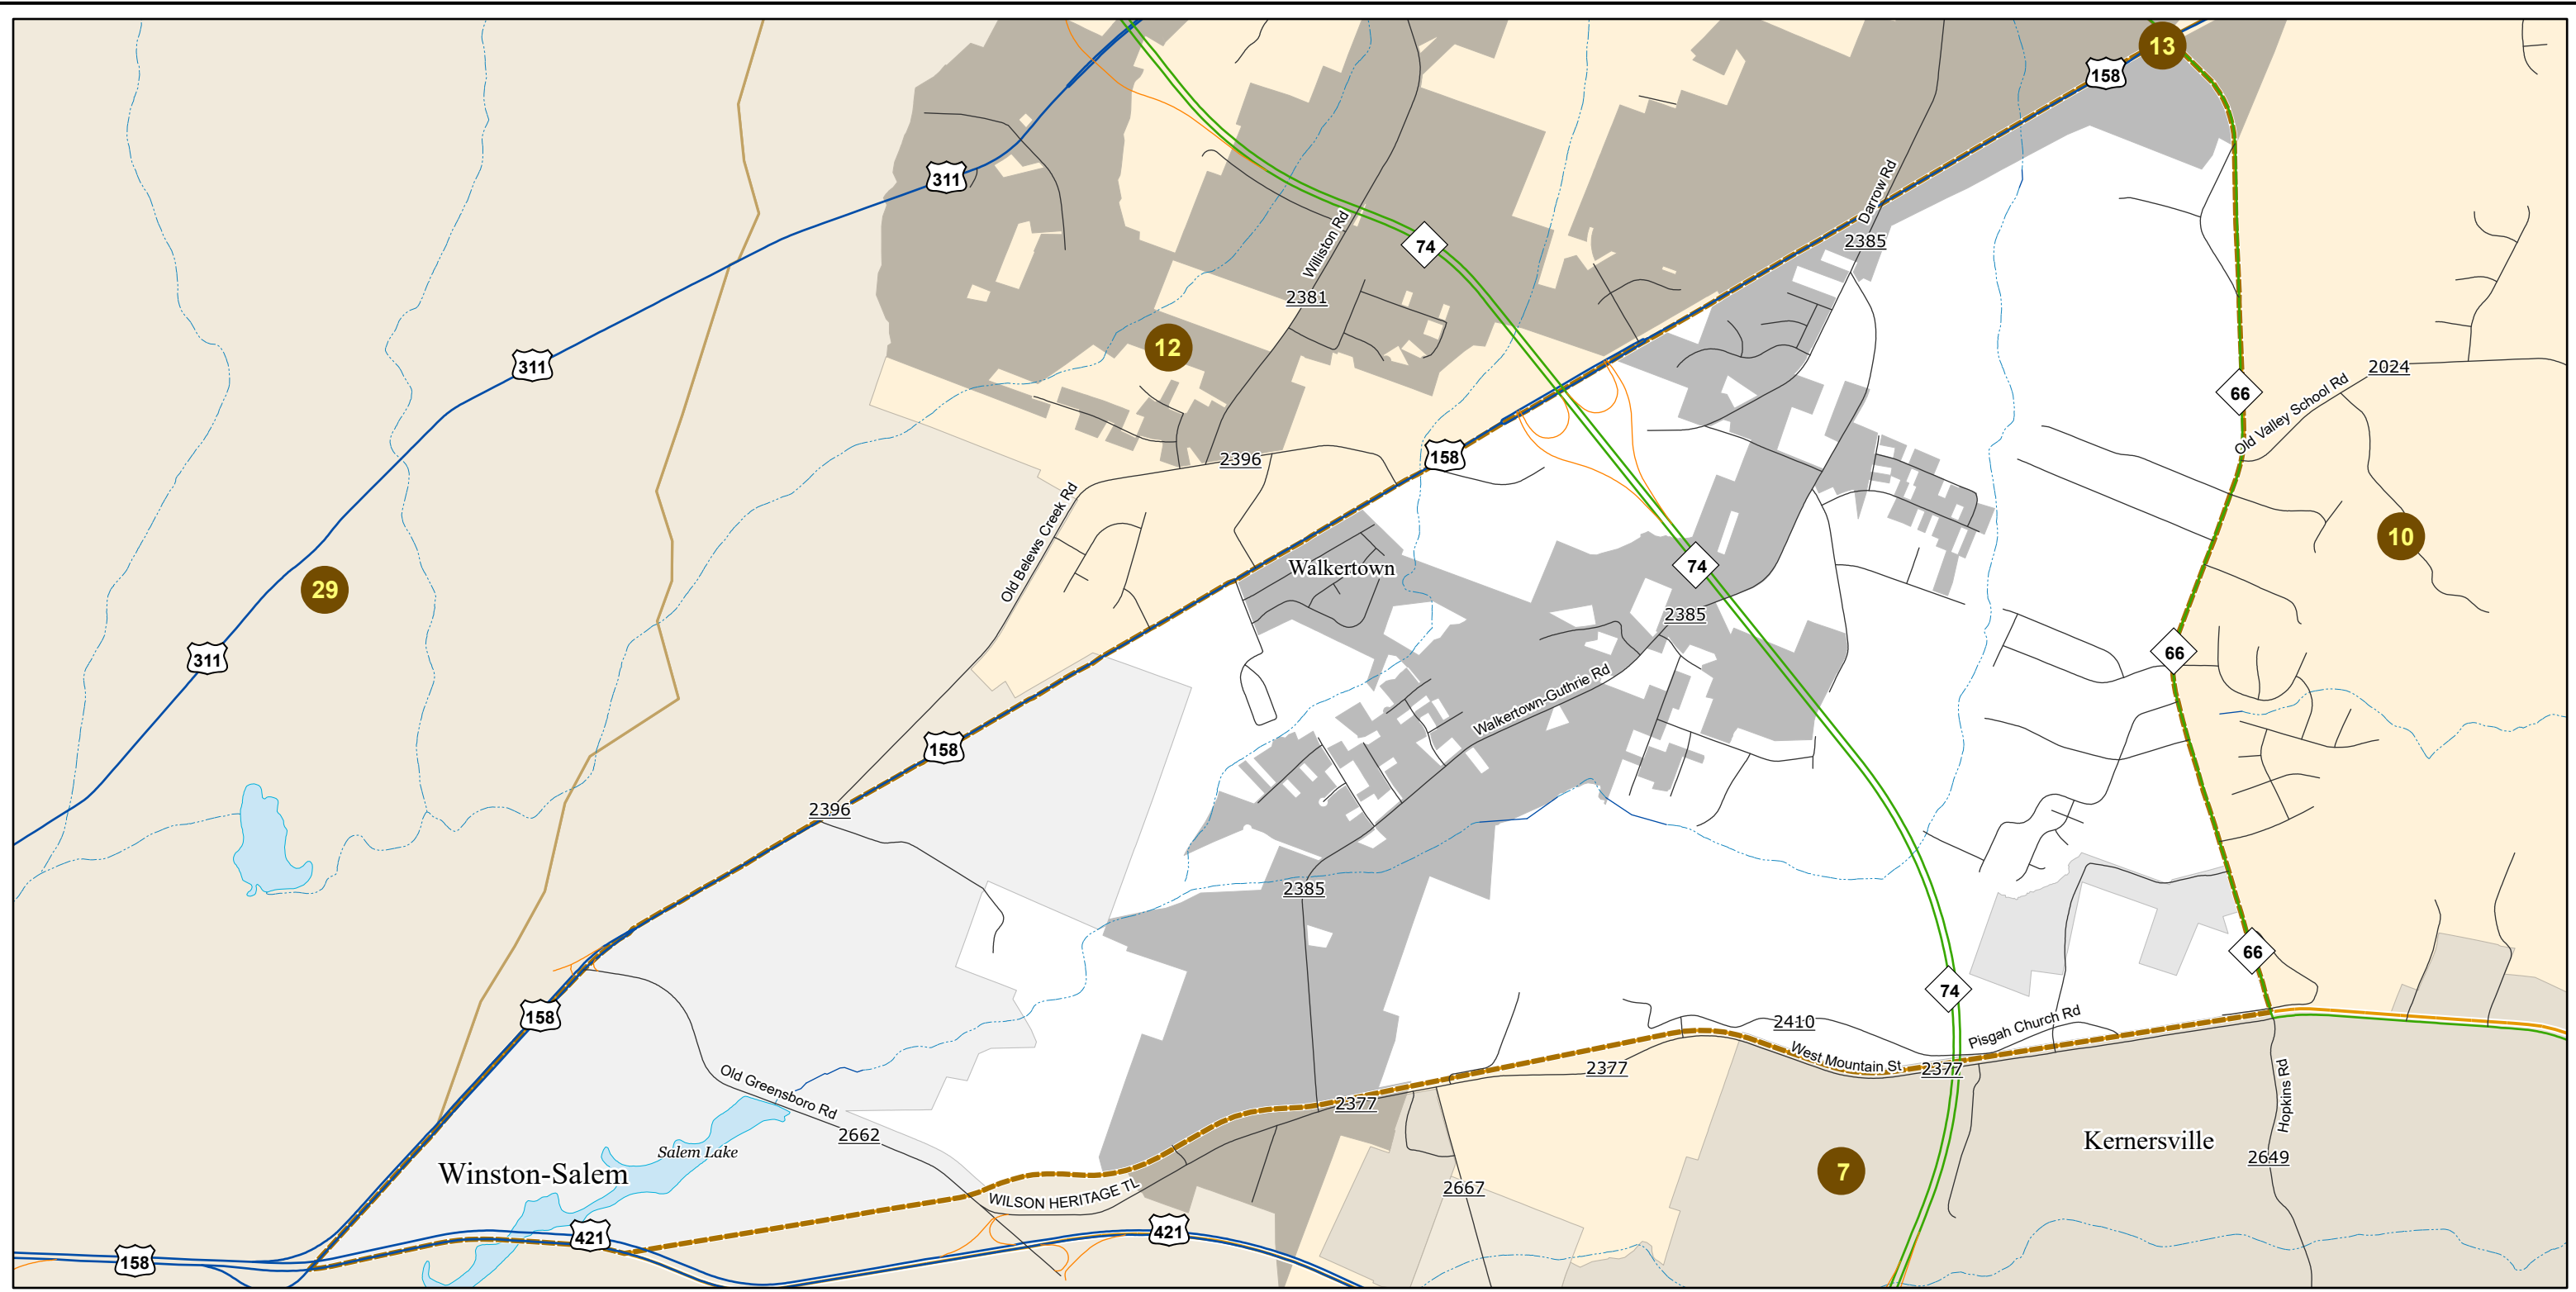 13
158
311
Darrow Rd
Williston Rd
2385
74
2381
12
311
66
2024
Old Valley School Rd
158
2396
Old Belews Creek Rd
10
Walkertown
74
29
2385
66
311
Walkertown-Guthrie Rd
158
2396
2385
66
74
158
2410
Pisgah Church Rd
West Mountain St
2377
2377
Old Greensboro Rd
2377
Hopkins Rd
2662
Kernersville
Salem Lake
2649
Winston-Salem
7
2667
WILSON HERITAGE TL
421
421
158